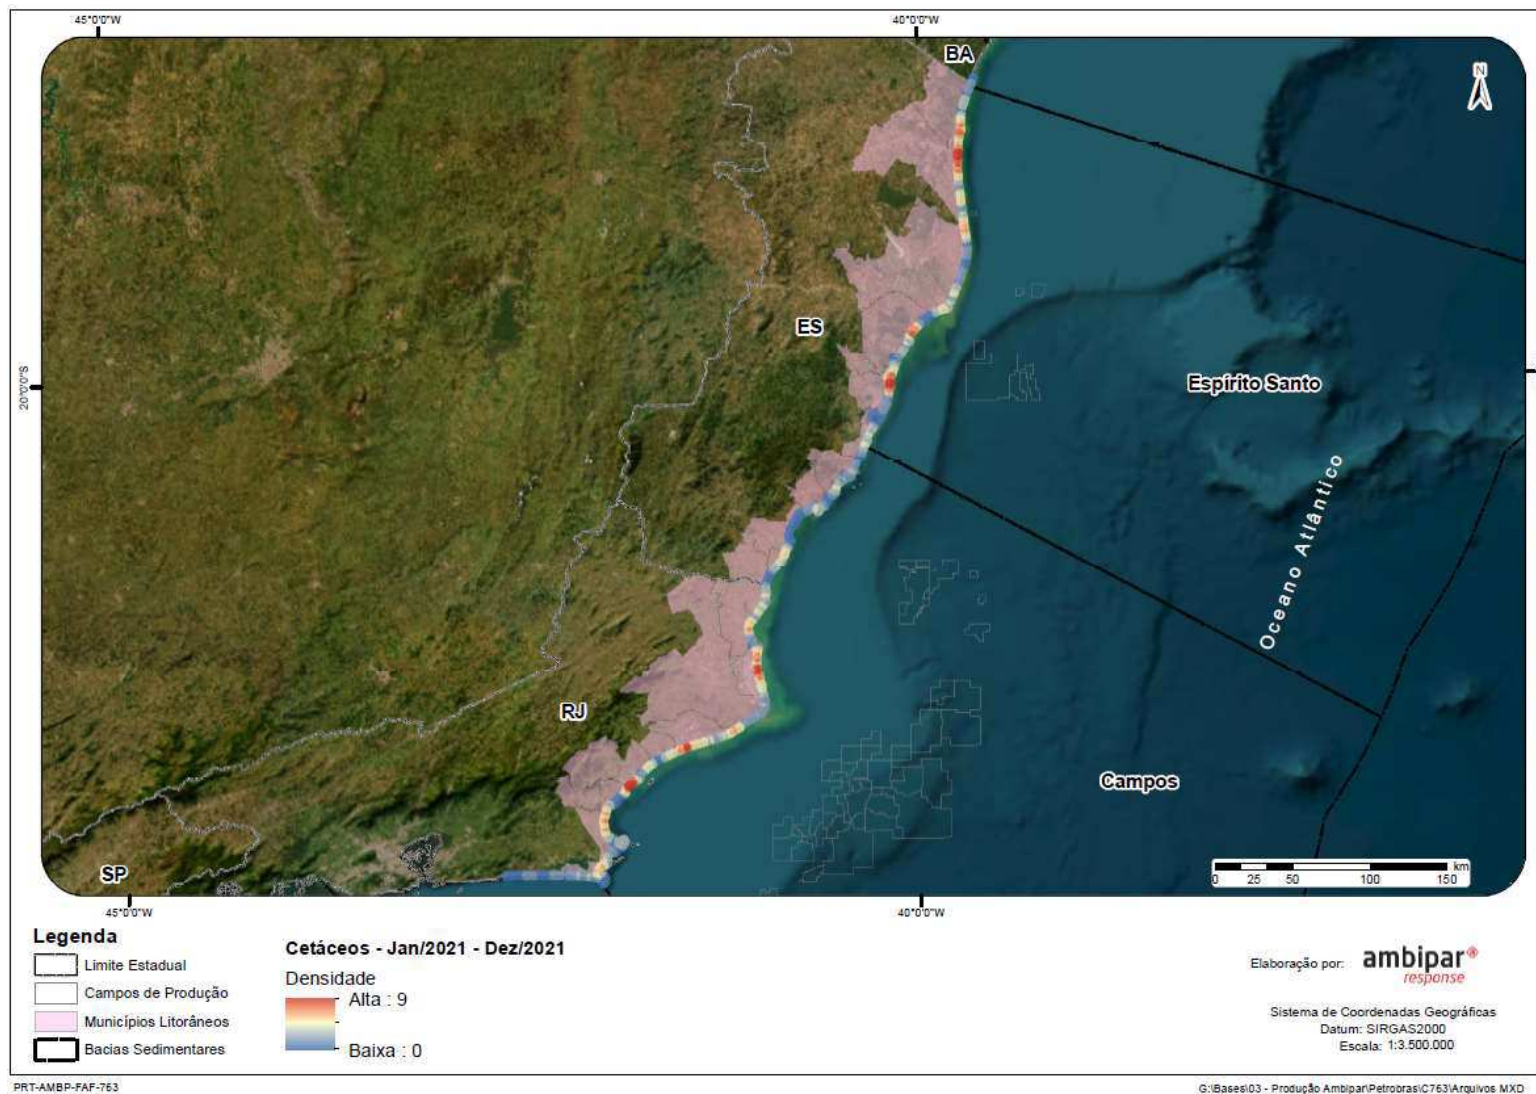 45°0'0"W
40°0'0"W
BA
N
ES
20°0'0"S
Espírito Santo
Oceano Atlântico
RJ
Campos
SP
km
0 25 50 100 150
45°0'0"W
40°0'0"W
Legenda
Limite Estadual
Campos de Produção
Municípios Litorâneos
Bacias Sedimentares
Cetáceos - Jan/2021 - Dez/2021
Densidade
Alta : 9
Baixa : 0
Elaboração por:
ambipar®
response
Sistema de Coordenadas Geográficas
Datum: SIRGAS2000
Escala: 1:3.500.000
PRT-AMBP-FAF-763
G:\Bases\03 - Produção Ambipar\Petrobras\C763\Arquivos MXD